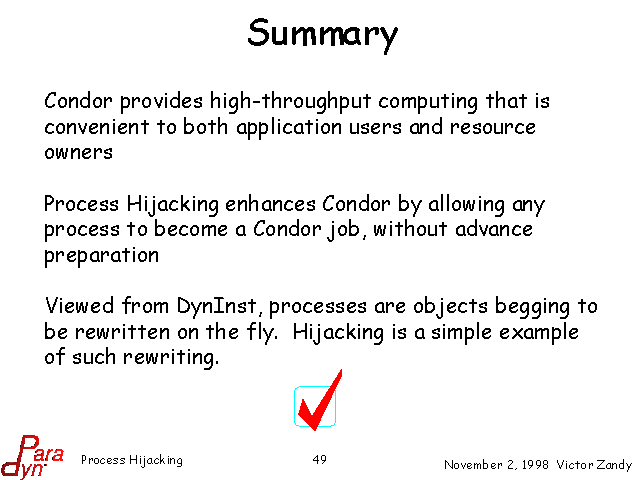 Summary
Condor provides high-throughput computing that is
convenient to both application users and resource
owners
Process Hijacking enhances Condor by allowing any
process to become a Condor job, without advance
preparation
Viewed from DynInst, processes are objects begging to
be rewritten on the fly.  Hijacking is a simple example
of such rewriting.
Para
dyn
Process Hijacking
49
November 2, 1998  Victor Zandy